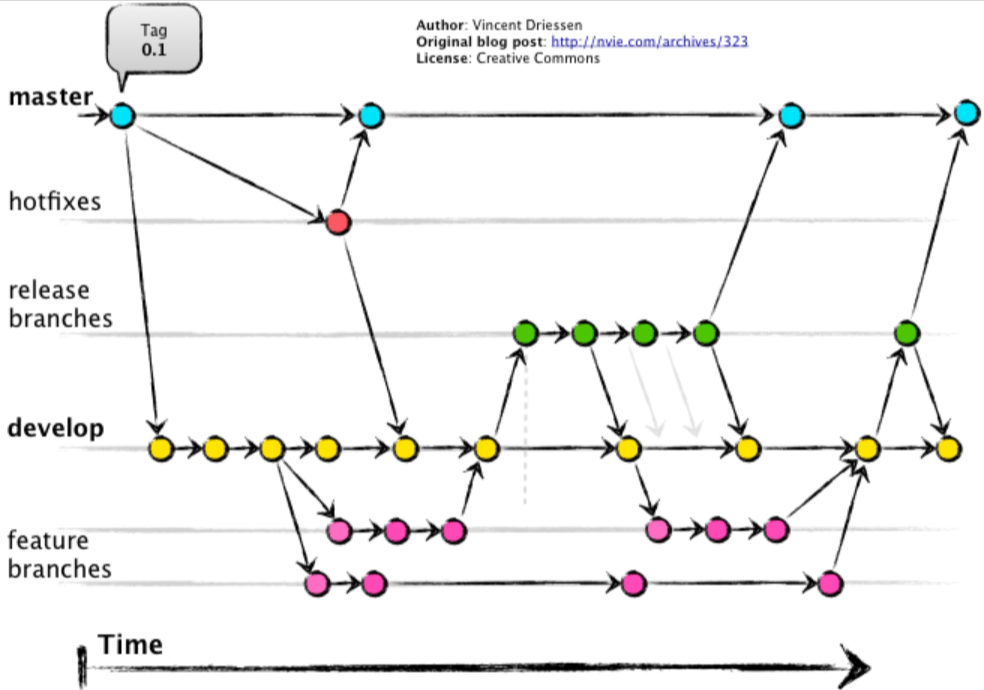 Tag
0.1
Author: Vincent Driessen
Original blog post: http://nvie.com/archives/323
License: Creative Commons
master
hotfixes
release
branches
develop
feature
branches
Time